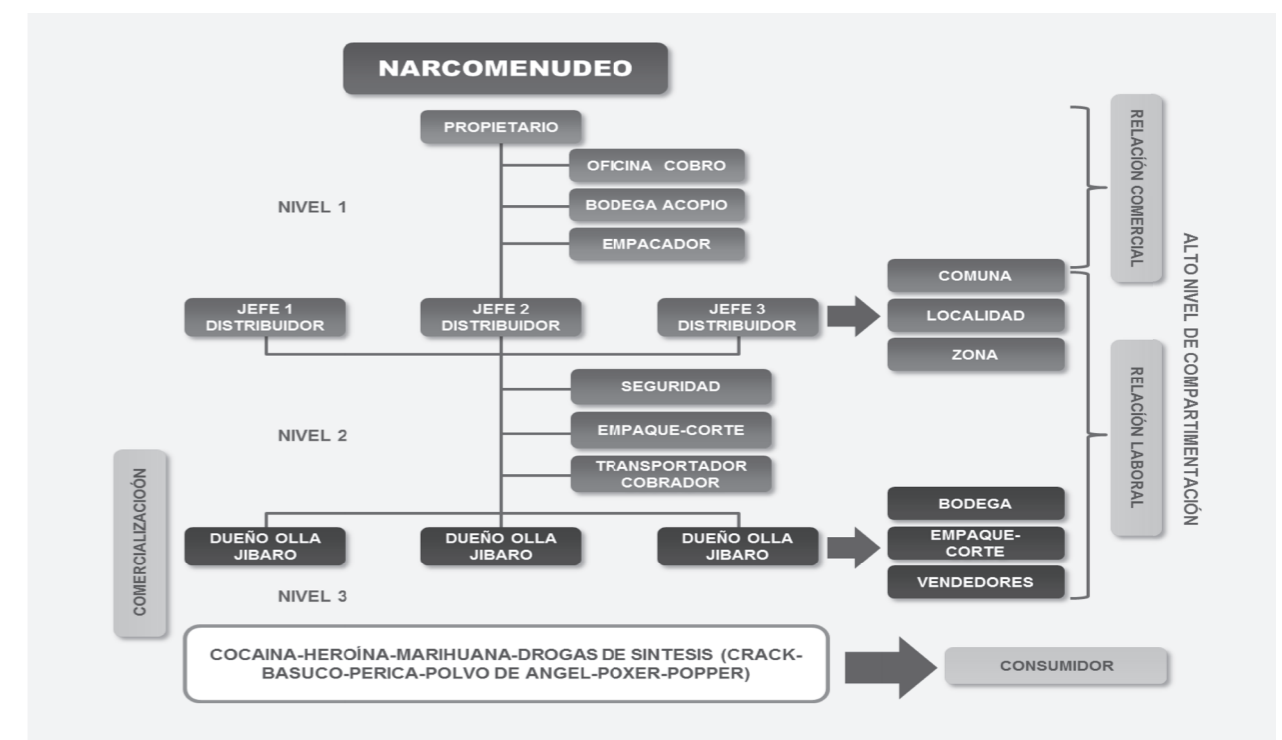 NARCOMENUDEO
PROPIETARIO
OFICINA COBRO
NIVEL 1
BODEGA ACOPIO
EMPACADOR
RELACÍON COMERCIAL
ALTO NIVEL DE COMPARTIMENTACIÓN
COMUNA
JEFE 1
DISTRIBUIDOR
JEFE 2
DISTRIBUIDOR
JEFE 3
DISTRIBUIDOR
LOCALIDAD
ZONA
SEGURIDAD
NIVEL 2
EMPAQUE-CORTE
TRANSPORTADOR
COBRADOR
RELACÍON LABORAL
COMERCIALIZACIOÓN
BODEGA
DUEÑO OLLA
JIBARO
DUEÑO OLLA
JIBARO
DUEÑO OLLA
JIBARO
EMPAQUE-
CORTE
VENDEDORES
NIVEL 3
COCAINA-HEROÍNA-MARIHUANA-DROGAS DE SINTESIS (CRACK-
BASUCO-PERICA-POLVO DE ANGEL-POXER-POPPER)
CONSUMIDOR